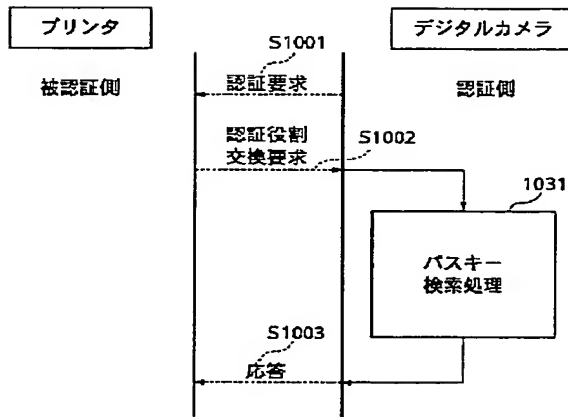 プリンタ
デジタルカメラ
被認証側
S1001
認証側
認証要求
認証役割
交換要求
S1002
1031
パスキー
検索処理
S1003
応答